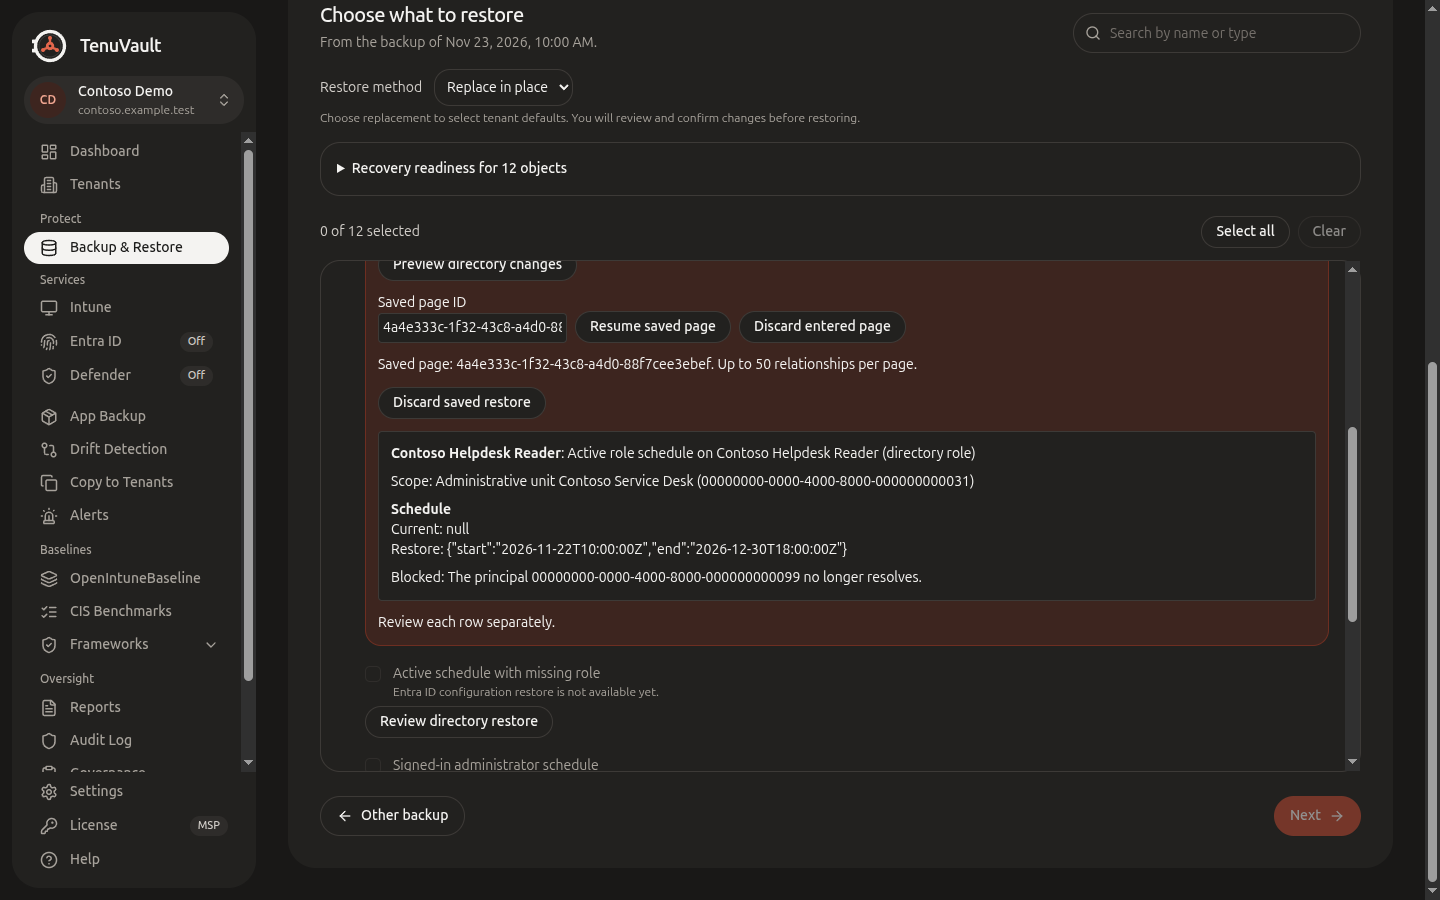 TenuVault
CD
Contoso Demo
contoso.example.test
Dashboard
Tenants
Protect
Backup & Restore
Services
Intune
Entra ID
Off
Defender
Off
App Backup
Drift Detection
Copy to Tenants
Alerts
Baselines
OpenIntuneBaseline
CIS Benchmarks
Frameworks
Oversight
Reports
Audit Log
Governance
Settings
License
MSP
Help
Choose what to restore
From the backup of Nov 23, 2026, 10:00 AM.
Search by name or type
Restore method
Replace in place
Choose replacement to select tenant defaults. You will review and confirm changes before restoring.
Recovery readiness for 12 objects
0 of 12 selected
Select all
Clear
Preview directory changes
Saved page ID
4a4e333c-1f32-43c8-a4d0-88
Resume saved page
Discard entered page
Saved page: 4a4e333c-1f32-43c8-a4d0-88f7cee3ebef. Up to 50 relationships per page.
Discard saved restore
Contoso Helpdesk Reader: Active role schedule on Contoso Helpdesk Reader (directory role)
Scope: Administrative unit Contoso Service Desk (00000000-0000-4000-8000-000000000031)
Schedule
Current: null
Restore: {"start":"2026-11-22T10:00:00Z","end":"2026-12-30T18:00:00Z"}
Blocked: The principal 00000000-0000-4000-8000-000000000099 no longer resolves.
Review each row separately.
Active schedule with missing role
Entra ID configuration restore is not available yet.
Review directory restore
Signed-in administrator schedule
Other backup
Next